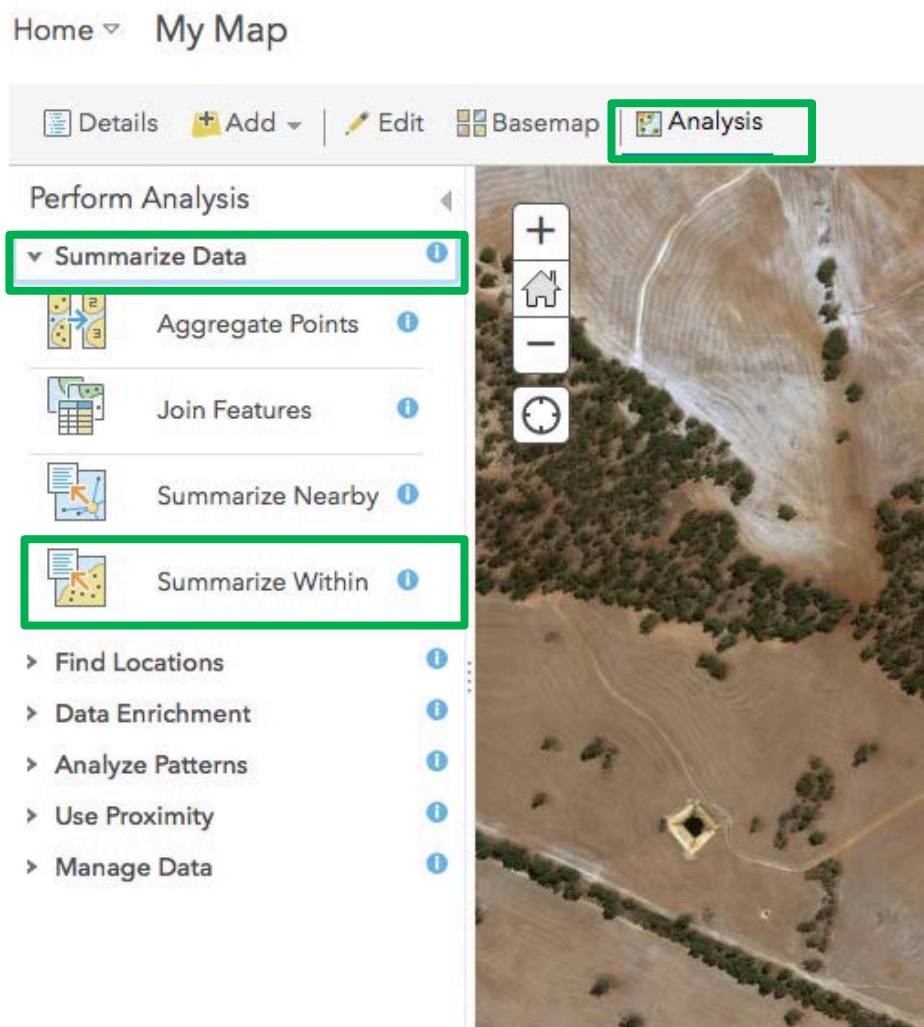 Home My Map
Details Add Edit Basemap Analysis
Perform Analysis
Summarize Data
Aggregate Points
Join Features
Summarize Nearby
Summarize Within
Find Locations
Data Enrichment
Analyze Patterns
Use Proximity
Manage Data